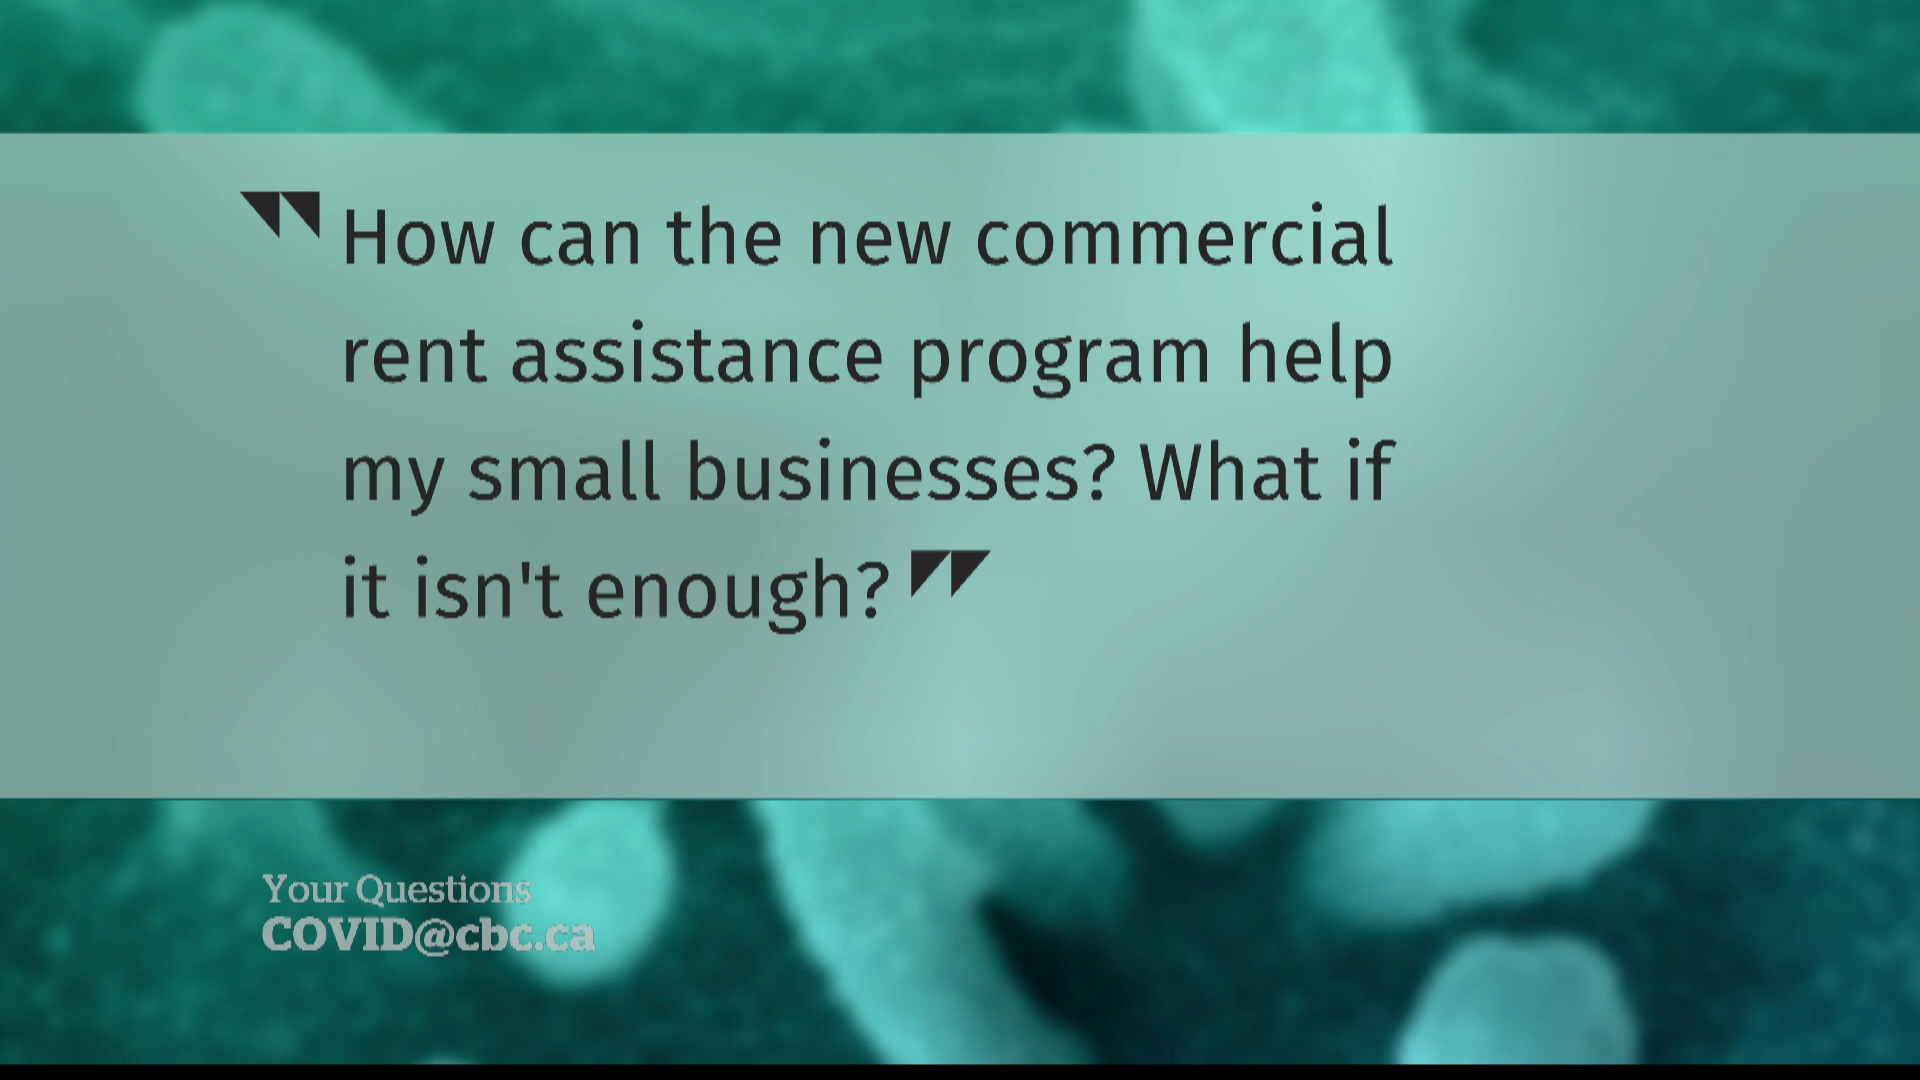 "How can the new commercial
rent assistance program help
my small businesses? What if
it isn't enough?"
Your Questions
COVID@cbc.ca